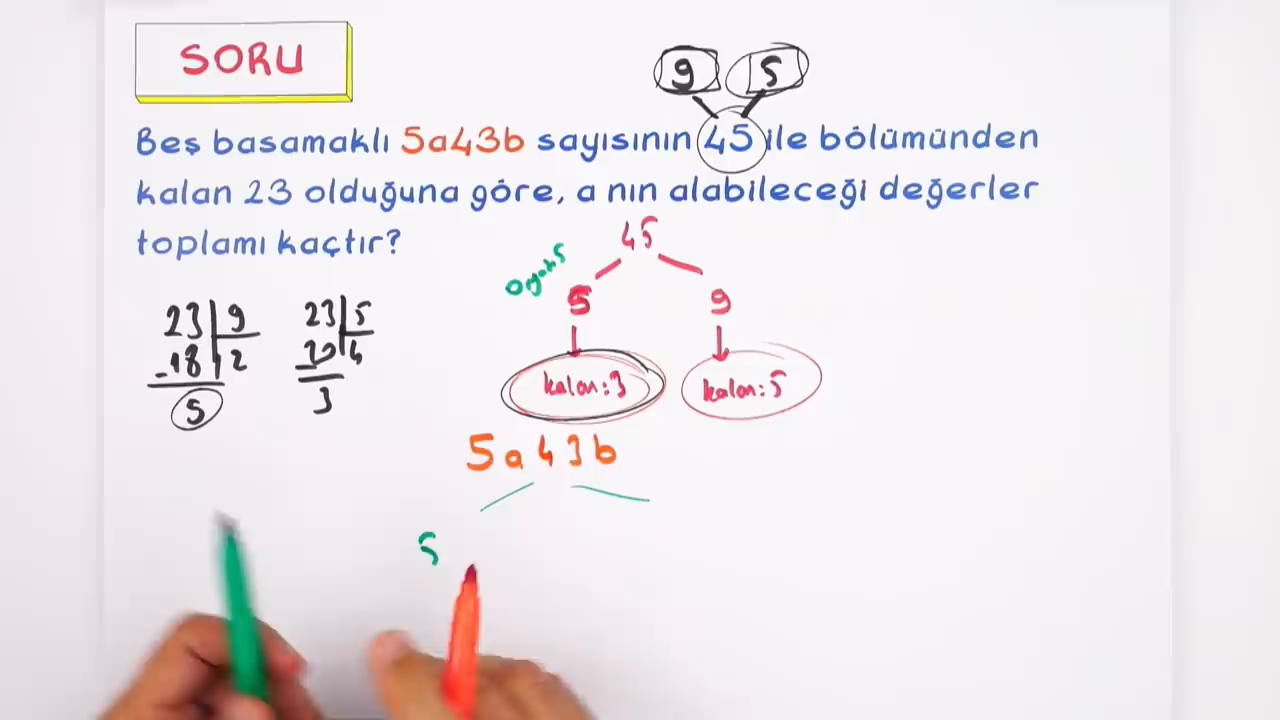 SORU
9 5
Beş basamaklı 5a43b sayısının 45 ile bölümünden
kalan 23 olduğuna göre, a nın alabileceği değerler
toplamı kaçtır?
45
5 9
23 9
-18 2
5
23 5
20 4
3
kalan:3 kalan:5
5a43b
5